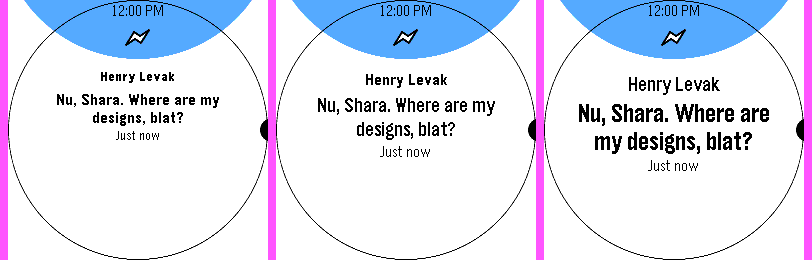 12:00 PM
Henry Levak
Nu, Shara. Where are my
designs, blat?
Just now
12:00 PM
Henry Levak
Nu, Shara. Where are my
designs, blat?
Just now
12:00 PM
Henry Levak
Nu, Shara. Where are
my designs, blat?
Just now